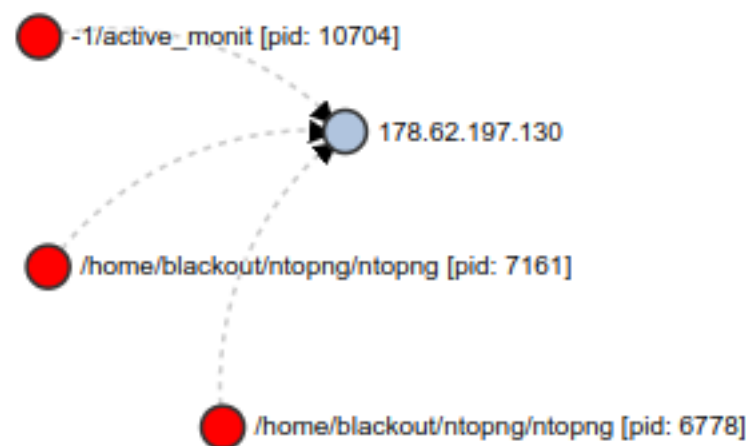 -1/active_monit [pid: 10704]
178.62.197.130
/home/blackout/ntopng/ntopng [pid: 7161]
/home/blackout/ntopng/ntopng [pid: 6778]